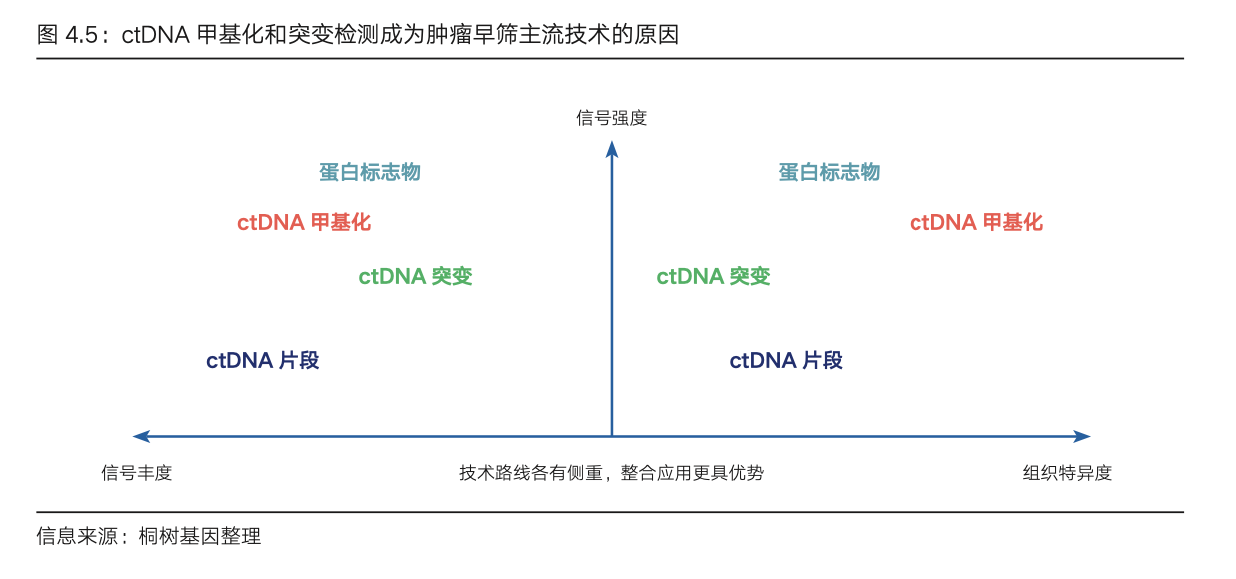 图 4.5：ctDNA 甲基化和突变检测成为肿瘤早筛主流技术的原因
信号强度
蛋白标志物 蛋白标志物
ctDNA 甲基化 ctDNA 甲基化
ctDNA 突变 ctDNA 突变
ctDNA 片段 ctDNA 片段
信号丰度 技术路线各有侧重，整合应用更具优势 组织特异度
信息来源：桐树基因整理